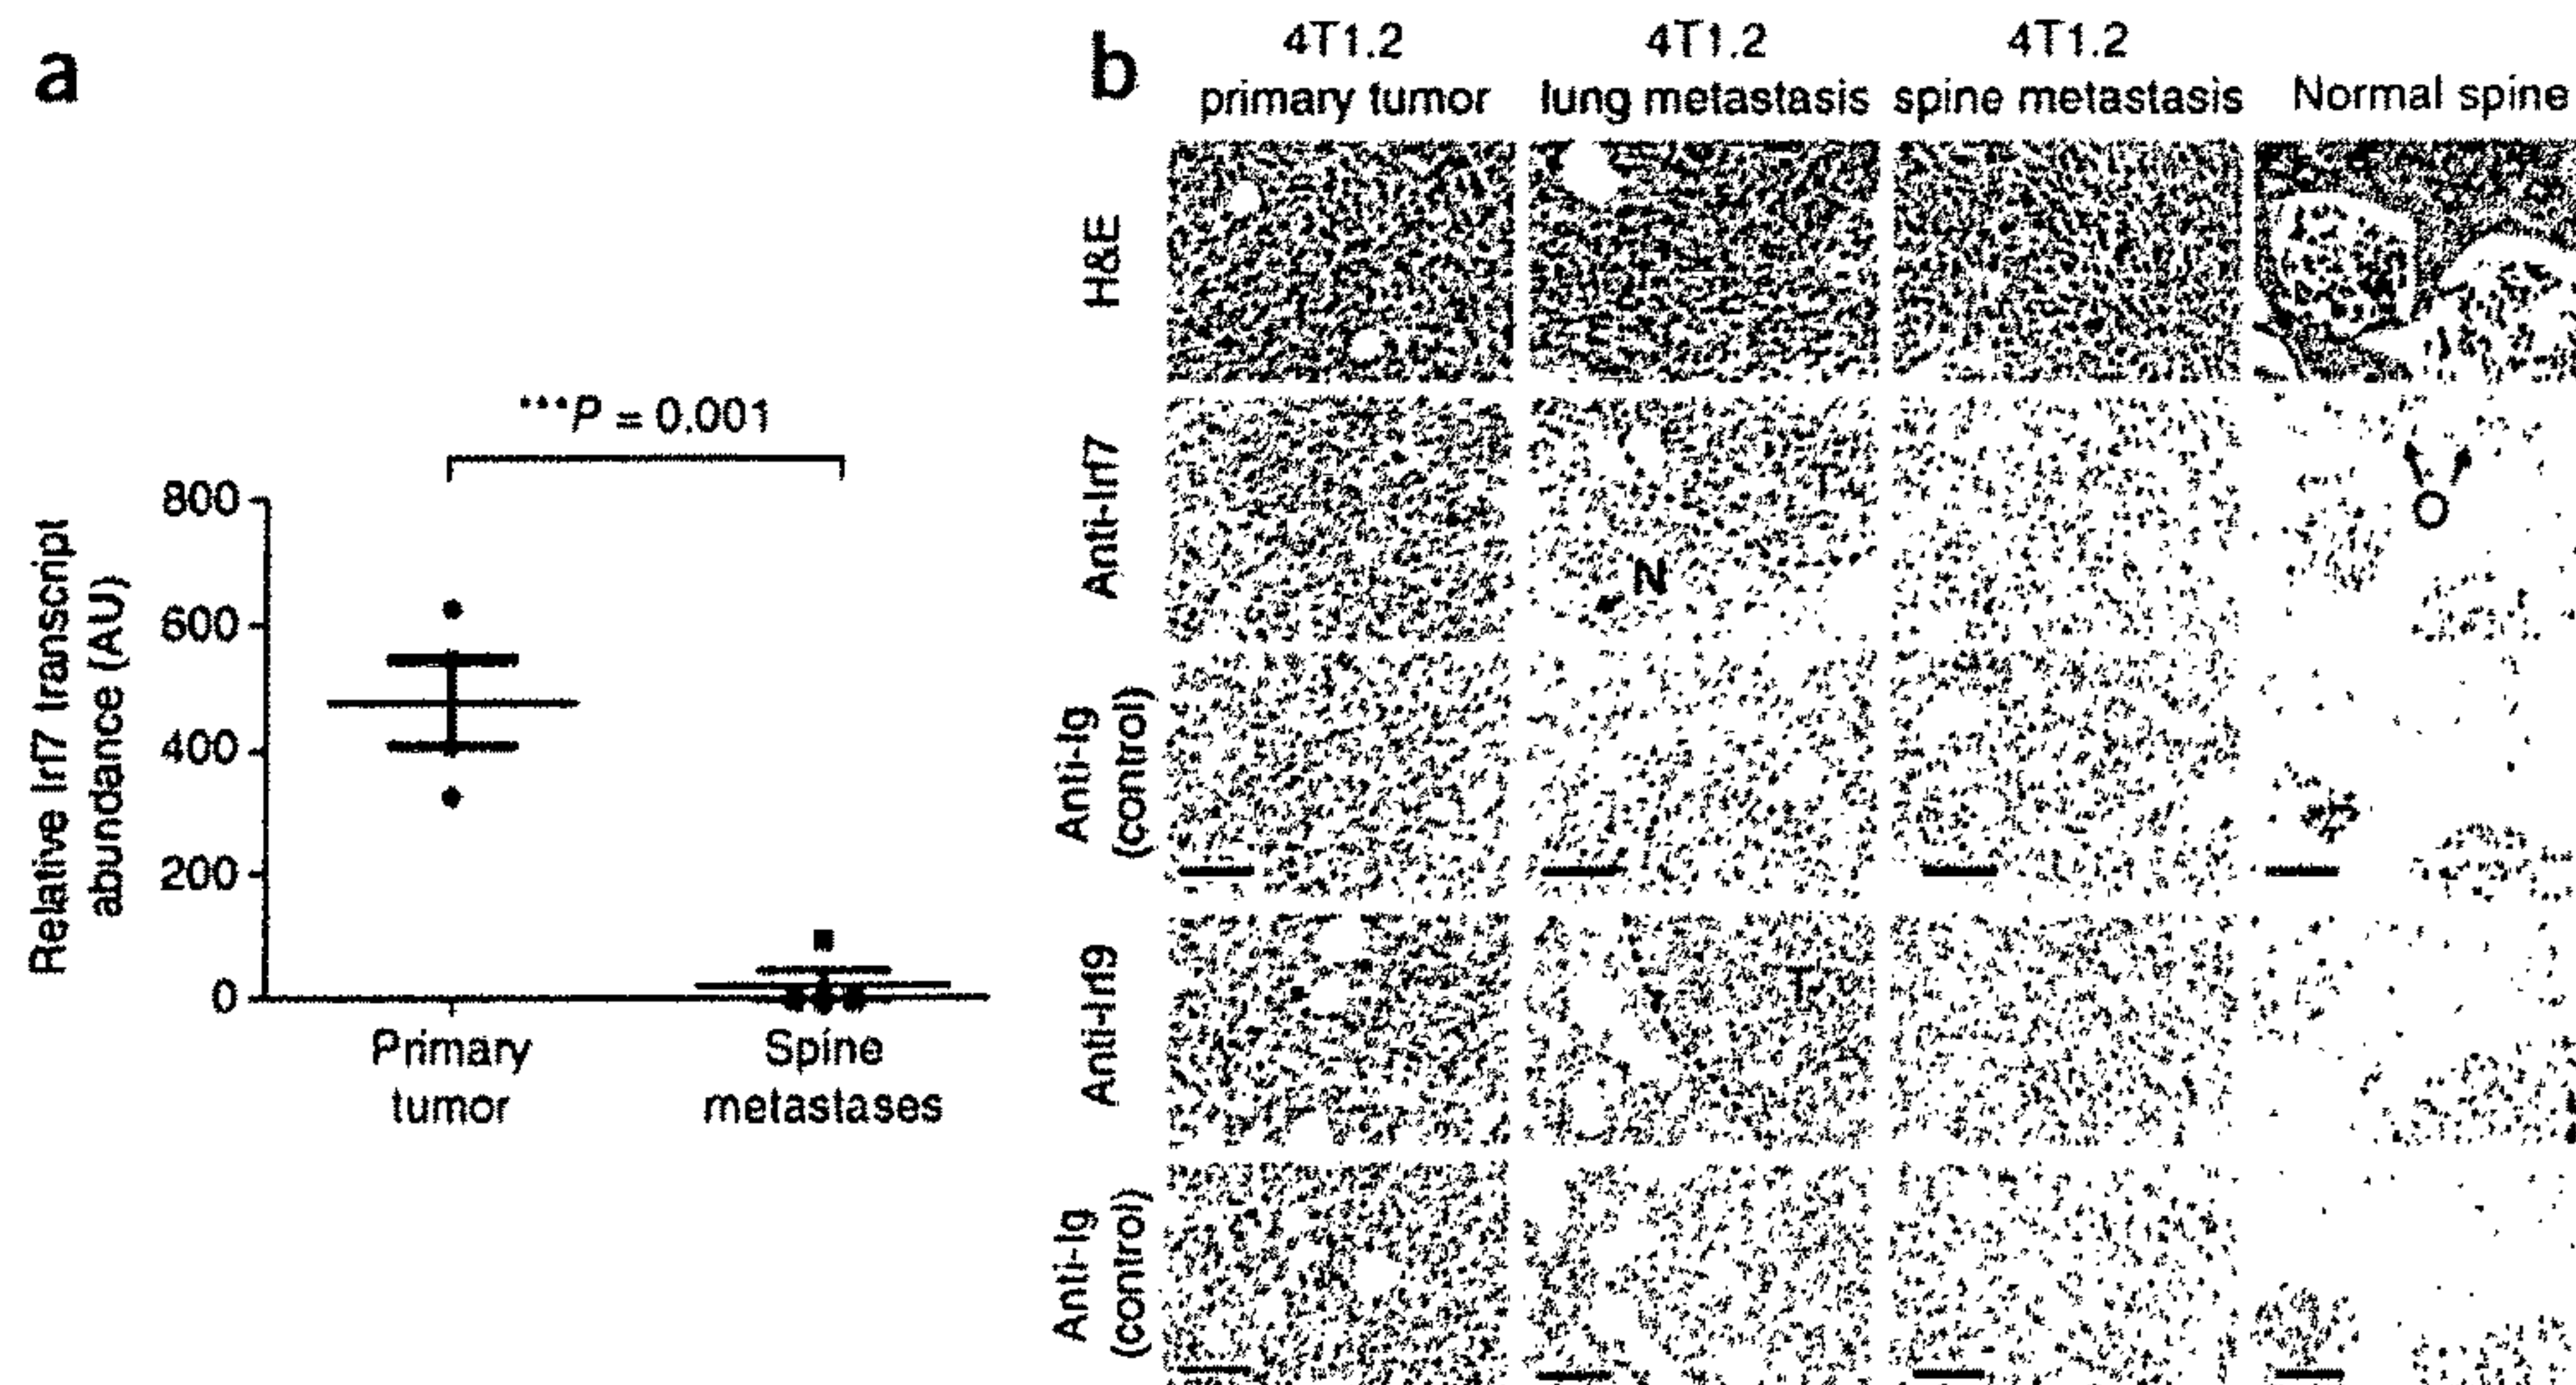 a
***P = 0.001
Relative Irf7 transcript
abundance (AU)
800
600
400
200
0
Primary
tumor
Spine
metastases
b
4T1.2
primary tumor
4T1.2
lung metastasis
4T1.2
spine metastasis
Normal spine
H&E
Anti-Irf7
T
N
O
Anti-Ig
(control)
Anti-Irf9
T
Anti-Ig
(control)